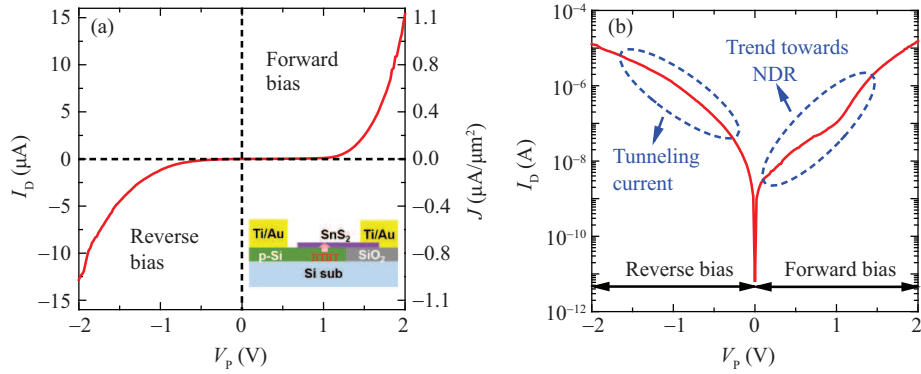 (a)
Forward
bias
Reverse
bias
I_D (μA)
15
10
5
0
−5
−10
−15
J (μA/μm²)
1.1
0.8
0.4
0.0
−0.4
−0.8
−1.1
−2
−1
0
1
2
V_P (V)
Ti/Au
SnS₂
Ti/Au
p-Si
BTBT
SiO₂
Si sub
(b)
Trend towards
NDR
Tunneling
current
Reverse bias
Forward bias
I_D (A)
10⁻⁴
10⁻⁶
10⁻⁸
10⁻¹⁰
10⁻¹²
−2
−1
0
1
2
V_P (V)